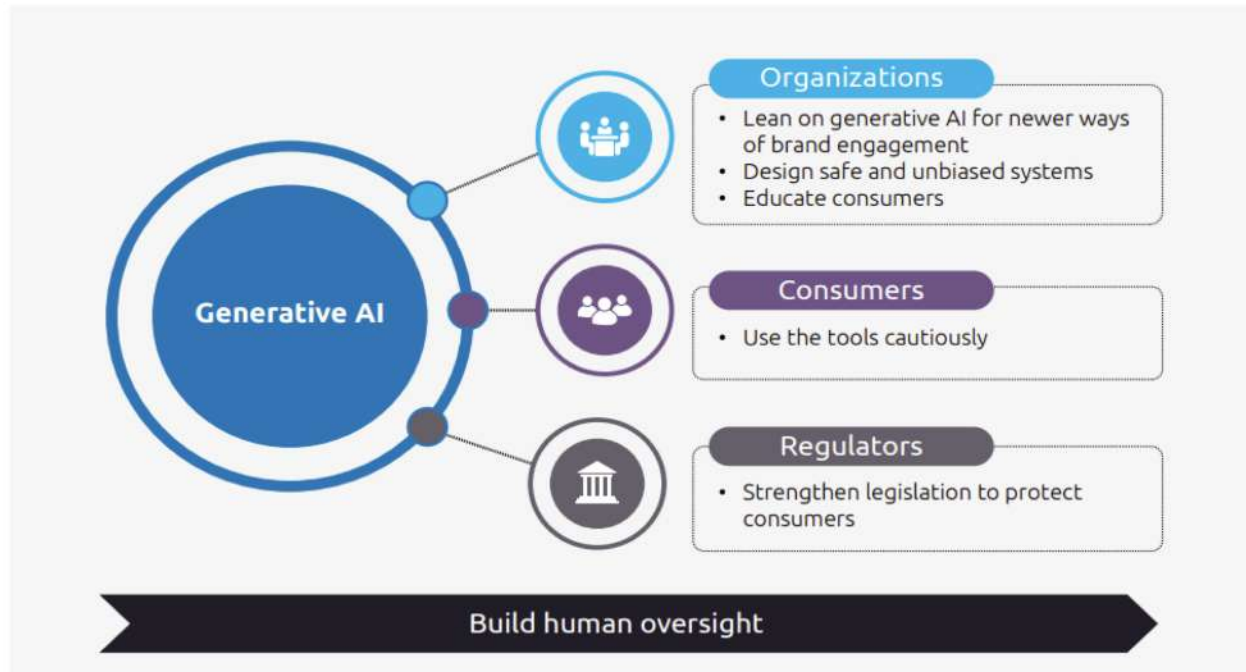 Generative AI
Organizations
• Lean on generative AI for newer ways
of brand engagement
• Design safe and unbiased systems
• Educate consumers
Consumers
• Use the tools cautiously
Regulators
• Strengthen legislation to protect
consumers
Build human oversight